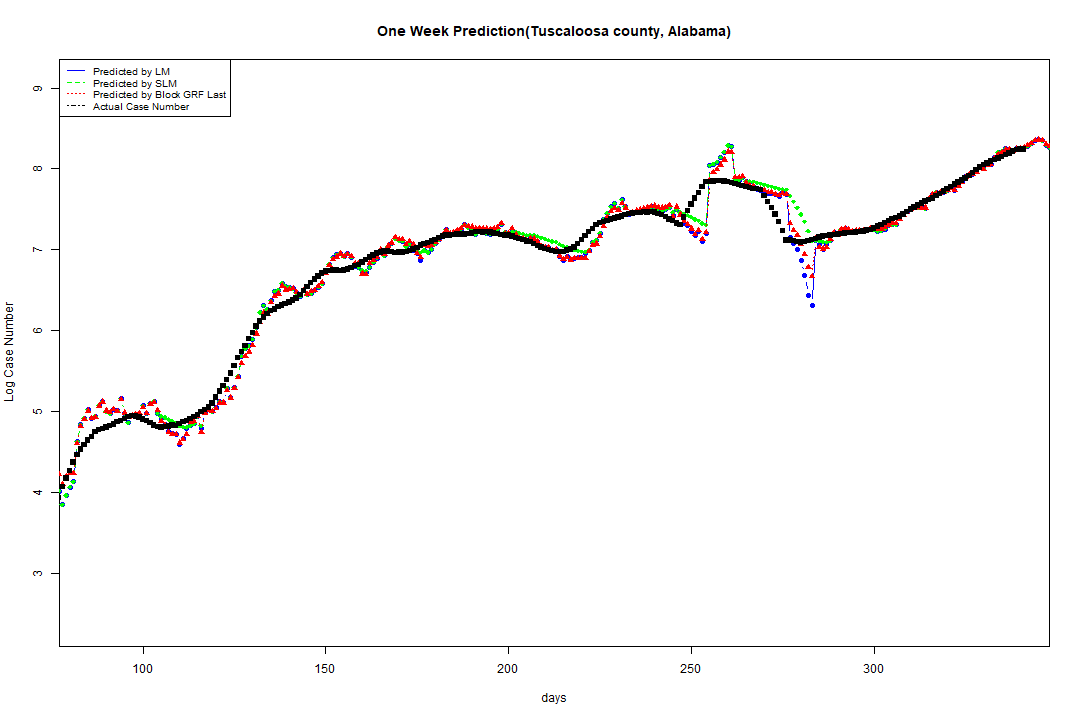 One Week Prediction(Tuscaloosa county, Alabama)
Predicted by LM
Predicted by SLM
Predicted by Block GRF Last
Actual Case Number
9
8
7
6
5
4
3
Log Case Number
100 150 200 250 300
days